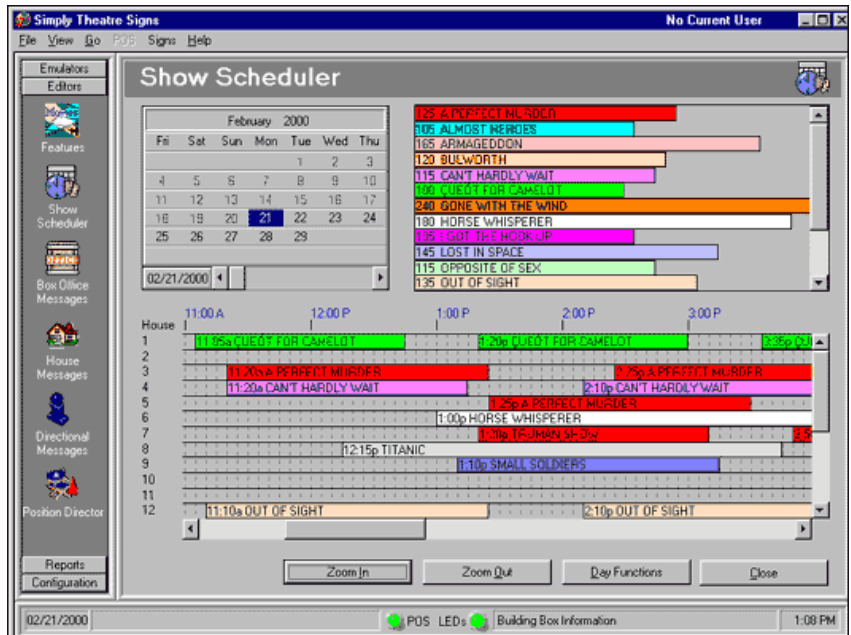 Simply Theatre Signs No Current User
File View Go POS Signs Help
Emulators
Editors
Features
Show
Scheduler
Box Office
Messages
House
Messages
Directional
Messages
Position Director
Reports
Configuration
Show Scheduler
February 2000
Fri Sat Sun Mon Tue Wed Thu
1 2 3
4 5 6 7 8 9 10
11 12 13 14 15 16 17
18 19 20 21 22 23 24
25 26 27 28 29
02/21/2000
125 A PERFECT MURDER
105 ALMOST HEROES
165 ARMAGEDDON
120 BULWORTH
115 CAN'T HARDLY WAIT
100 QUEST FOR CAMELOT
240 GONE WITH THE WIND
180 HORSE WHISPERER
I GOT THE HOOK UP
145 LOST IN SPACE
115 OPPOSITE OF SEX
135 OUT OF SIGHT
11:00 A 12:00 P 1:00 P 2:00 P 3:00 P
House
1 11:05a QUEST FOR CAMELOT 1:20p QUEST FOR CAMELOT 3:35p
2
3 11:20a A PERFECT MURDER 2:25p A PERFECT MURDER
4 11:20a CAN'T HARDLY WAIT 2:10p CAN'T HARDLY WAIT
5 1:25p A PERFECT MURDER
6 1:00p HORSE WHISPERER
7 1:20p TRUMAN SHOW
8 12:15p TITANIC
9 1:10p SMALL SOLDIERS
10
11
12 11:10a OUT OF SIGHT 2:10p OUT OF SIGHT
Zoom In Zoom Out Day Functions Close
02/21/2000 POS LEDs Building Box Information 1:08 PM